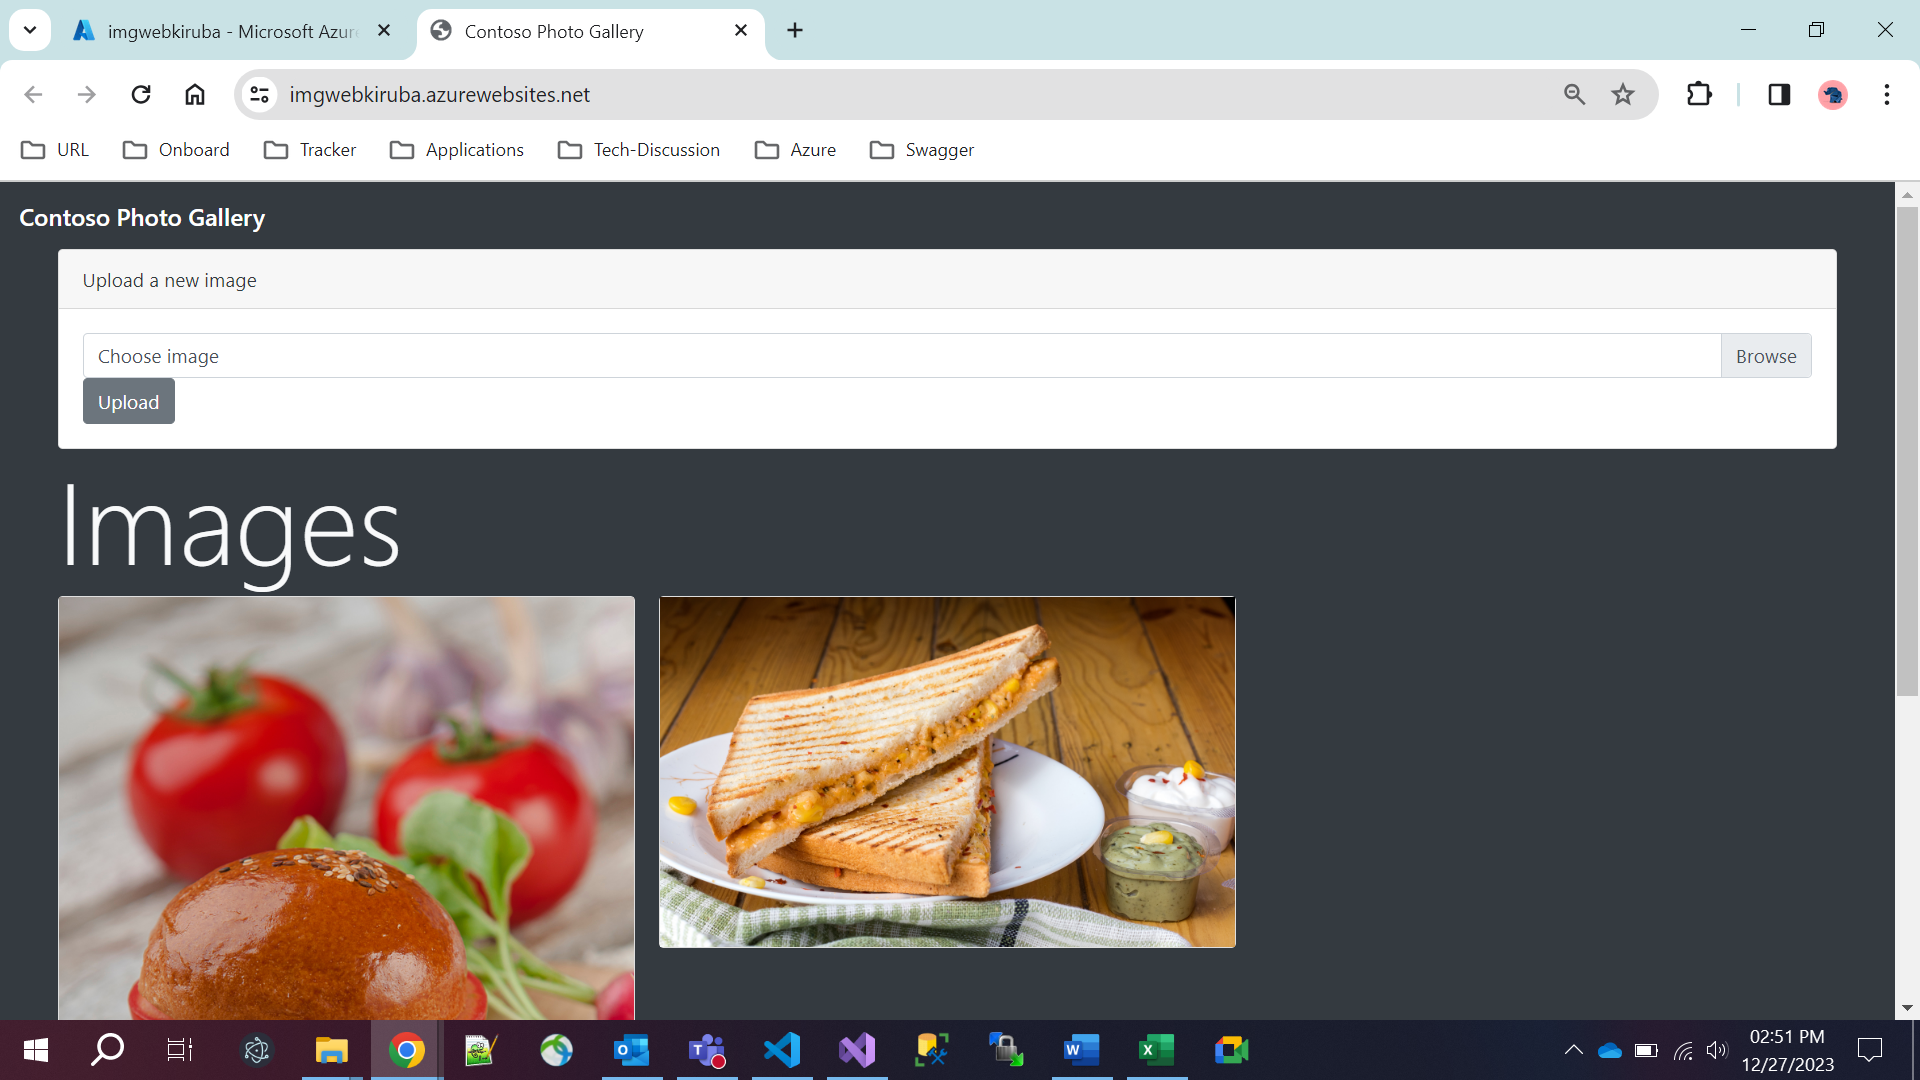 imgwebkiruba - Microsoft Azur
Contoso Photo Gallery
imgwebkiruba.azurewebsites.net
URL
Onboard
Tracker
Applications
Tech-Discussion
Azure
Swagger
Contoso Photo Gallery
Upload a new image
Choose image
Browse
Upload
Images
02:51 PM
12/27/2023